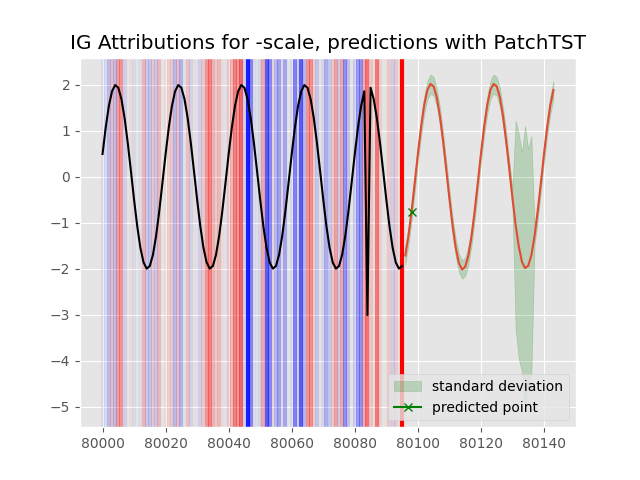 IG Attributions for -scale, predictions with PatchTST
2
1
0
−1
−2
−3
−4
−5
standard deviation
predicted point
80000 80020 80040 80060 80080 80100 80120 80140